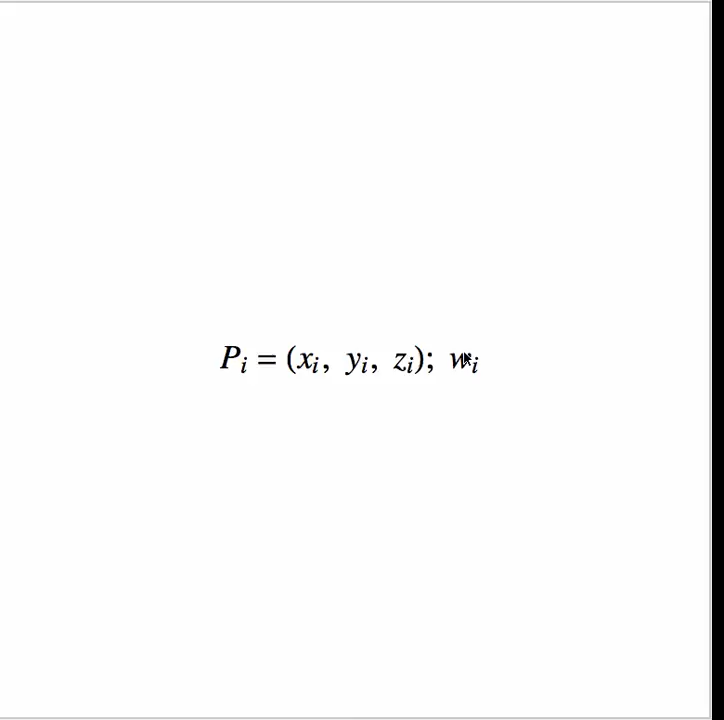 Pᵢ = (xᵢ, yᵢ, zᵢ); wᵢ